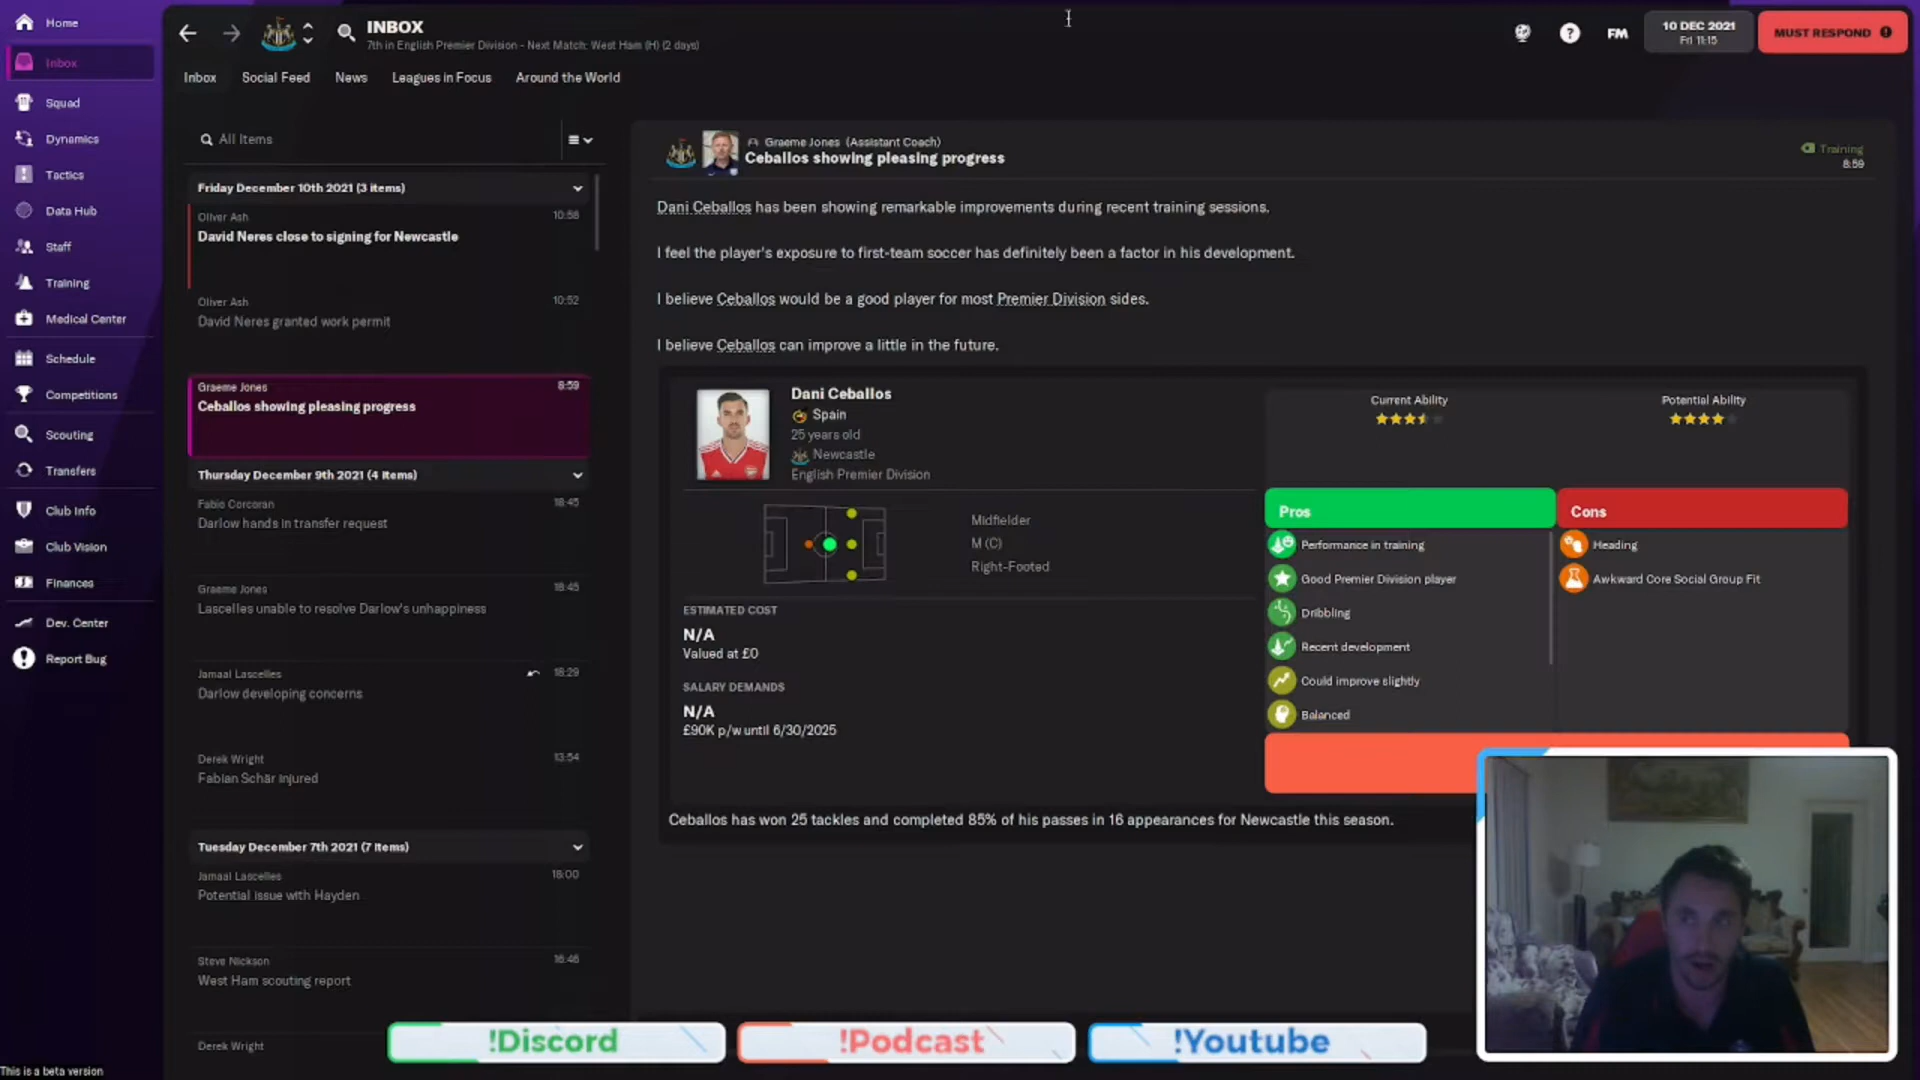 Home
Inbox
Squad
Dynamics
Tactics
Data Hub
Staff
Training
Medical Center
Schedule
Competitions
Scouting
Transfers
Club Info
Club Vision
Finances
Dev. Center
Report Bug
This is a beta version
INBOX
7th in English Premier Division - Next Match: West Ham (H) (2 days)
FM
10 DEC 2021
Fri 11:15
MUST RESPOND
Inbox Social Feed News Leagues in Focus Around the World
All Items
Friday December 10th 2021 (3 items)
Oliver Ash 10:58
David Neres close to signing for Newcastle
Oliver Ash 10:52
David Neres granted work permit
Graeme Jones 8:59
Ceballos showing pleasing progress
Thursday December 9th 2021 (4 items)
Fabio Corcoran 18:45
Darlow hands in transfer request
Graeme Jones 18:45
Lascelles unable to resolve Darlow's unhappiness
Jamaal Lascelles 18:29
Darlow developing concerns
Derek Wright 13:54
Fabian Schär injured
Tuesday December 7th 2021 (7 items)
Jamaal Lascelles 18:00
Potential issue with Hayden
Steve Nickson 16:46
West Ham scouting report
Derek Wright
Graeme Jones (Assistant Coach)
Ceballos showing pleasing progress
Training
8:59
Dani Ceballos has been showing remarkable improvements during recent training sessions.
I feel the player's exposure to first-team soccer has definitely been a factor in his development.
I believe Ceballos would be a good player for most Premier Division sides.
I believe Ceballos can improve a little in the future.
Dani Ceballos
Spain
25 years old
Newcastle
English Premier Division
Midfielder
M (C)
Right-Footed
ESTIMATED COST
N/A
Valued at £0
SALARY DEMANDS
N/A
£90K p/w until 6/30/2025
Current Ability
Potential Ability
Pros
Performance in training
Good Premier Division player
Dribbling
Recent development
Could improve slightly
Balanced
Cons
Heading
Awkward Core Social Group Fit
Ceballos has won 25 tackles and completed 85% of his passes in 16 appearances for Newcastle this season.
!Discord
!Podcast
!Youtube